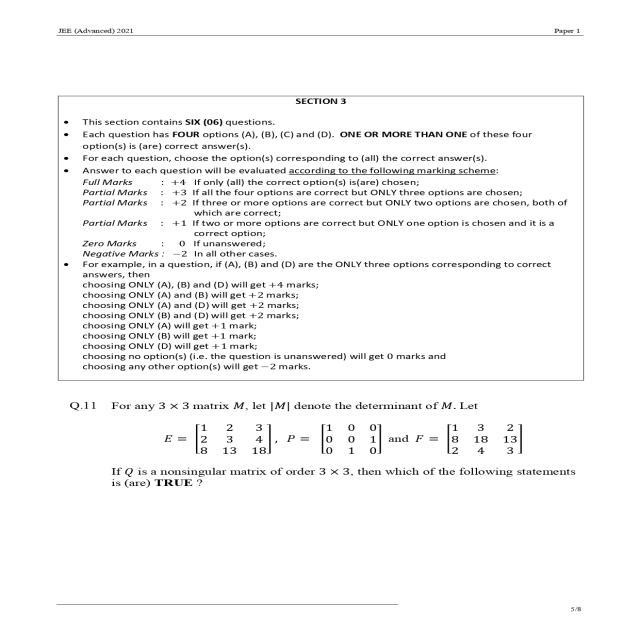 JEE (Advanced) 2021 Paper 1
SECTION 3
• This section contains SIX (06) questions.
• Each question has FOUR options (A), (B), (C) and (D). ONE OR MORE THAN ONE of these four
option(s) is (are) correct answer(s).
• For each question, choose the option(s) corresponding to (all) the correct answer(s).
• Answer to each question will be evaluated according to the following marking scheme:
Full Marks : +4 If only (all) the correct option(s) is(are) chosen;
Partial Marks : +3 If all the four options are correct but ONLY three options are chosen;
Partial Marks : +2 If three or more options are correct but ONLY two options are chosen, both of
which are correct;
Partial Marks : +1 If two or more options are correct but ONLY one option is chosen and it is a
correct option;
Zero Marks : 0 If unanswered;
Negative Marks : −2 In all other cases.
• For example, in a question, if (A), (B) and (D) are the ONLY three options corresponding to correct
answers, then
choosing ONLY (A), (B) and (D) will get +4 marks;
choosing ONLY (A) and (B) will get +2 marks;
choosing ONLY (A) and (D) will get +2 marks;
choosing ONLY (B) and (D) will get +2 marks;
choosing ONLY (A) will get +1 mark;
choosing ONLY (B) will get +1 mark;
choosing ONLY (D) will get +1 mark;
choosing no option(s) (i.e. the question is unanswered) will get 0 marks and
choosing any other option(s) will get −2 marks.
Q.11 For any 3 × 3 matrix M, let |M| denote the determinant of M. Let
1 2 3 1 0 0 1 3 2
E = [2 3 4], P = [0 0 1] and F = [8 18 13]
8 13 18 0 1 0 2 4 3
If Q is a nonsingular matrix of order 3 × 3, then which of the following statements
is (are) TRUE ?
5/8